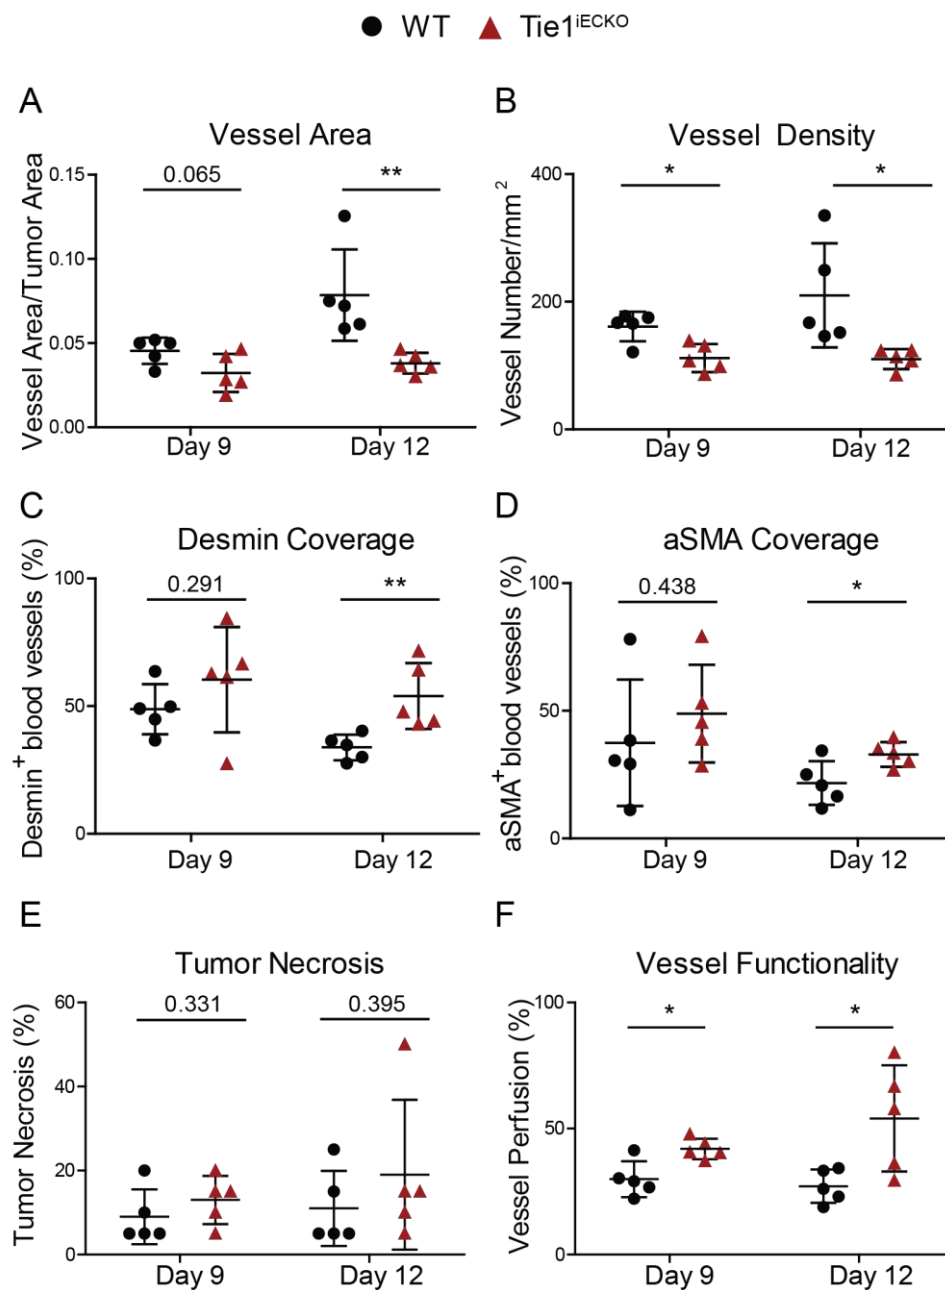 WT Tie1iECKO
A
Vessel Area
Vessel Area/Tumor Area
0.15
0.10
0.05
0.00
0.065
**
Day 9 Day 12
B
Vessel Density
Vessel Number/mm2
400
200
0
*
*
Day 9 Day 12
C
Desmin Coverage
Desmin+ blood vessels (%)
100
50
0
0.291
**
Day 9 Day 12
D
aSMA Coverage
aSMA+ blood vessels (%)
100
50
0
0.438
*
Day 9 Day 12
E
Tumor Necrosis
Tumor Necrosis (%)
60
40
20
0
0.331
0.395
Day 9 Day 12
F
Vessel Functionality
Vessel Perfusion (%)
100
50
0
*
*
Day 9 Day 12